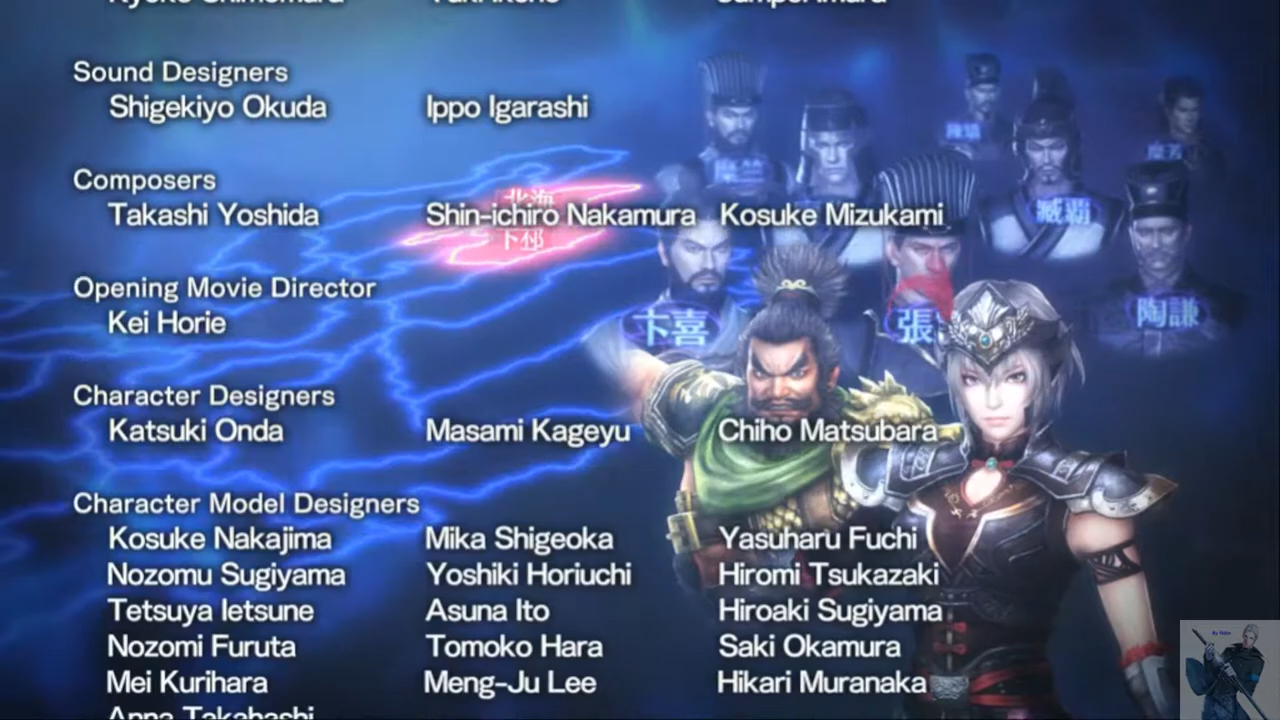 Sound Designers
Shigekiyo Okuda Ippo Igarashi
Composers
Takashi Yoshida Shin-ichiro Nakamura Kosuke Mizukami
Opening Movie Director
Kei Horie
Character Designers
Katsuki Onda Masami Kageyu Chiho Matsubara
Character Model Designers
Kosuke Nakajima Mika Shigeoka Yasuharu Fuchi
Nozomu Sugiyama Yoshiki Horiuchi Hiromi Tsukazaki
Tetsuya Ietsune Asuna Ito Hiroaki Sugiyama
Nozomi Furuta Tomoko Hara Saki Okamura
Mei Kurihara Meng-Ju Lee Hikari Muranaka
Anna Takahashi
北海
下邳
臧霸
卞喜
張
陶謙